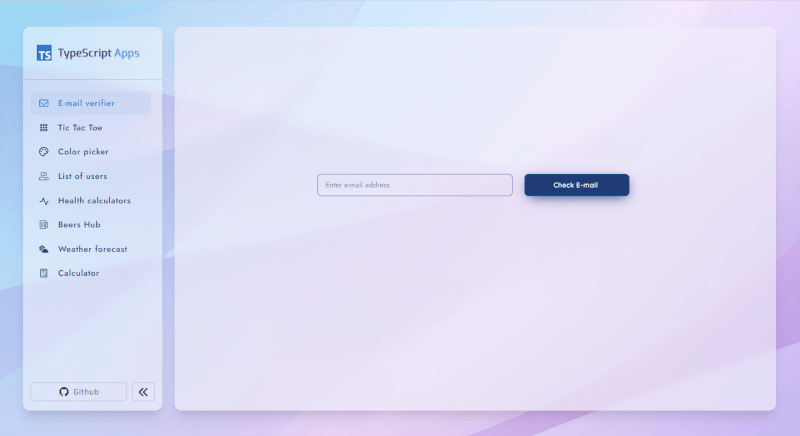 TS TypeScript Apps
E-mail verifier
Tic Tac Toe
Color picker
List of users
Health calculators
Beers Hub
Weather forecast
Calculator
Github
Enter e-mail address
Check E-mail